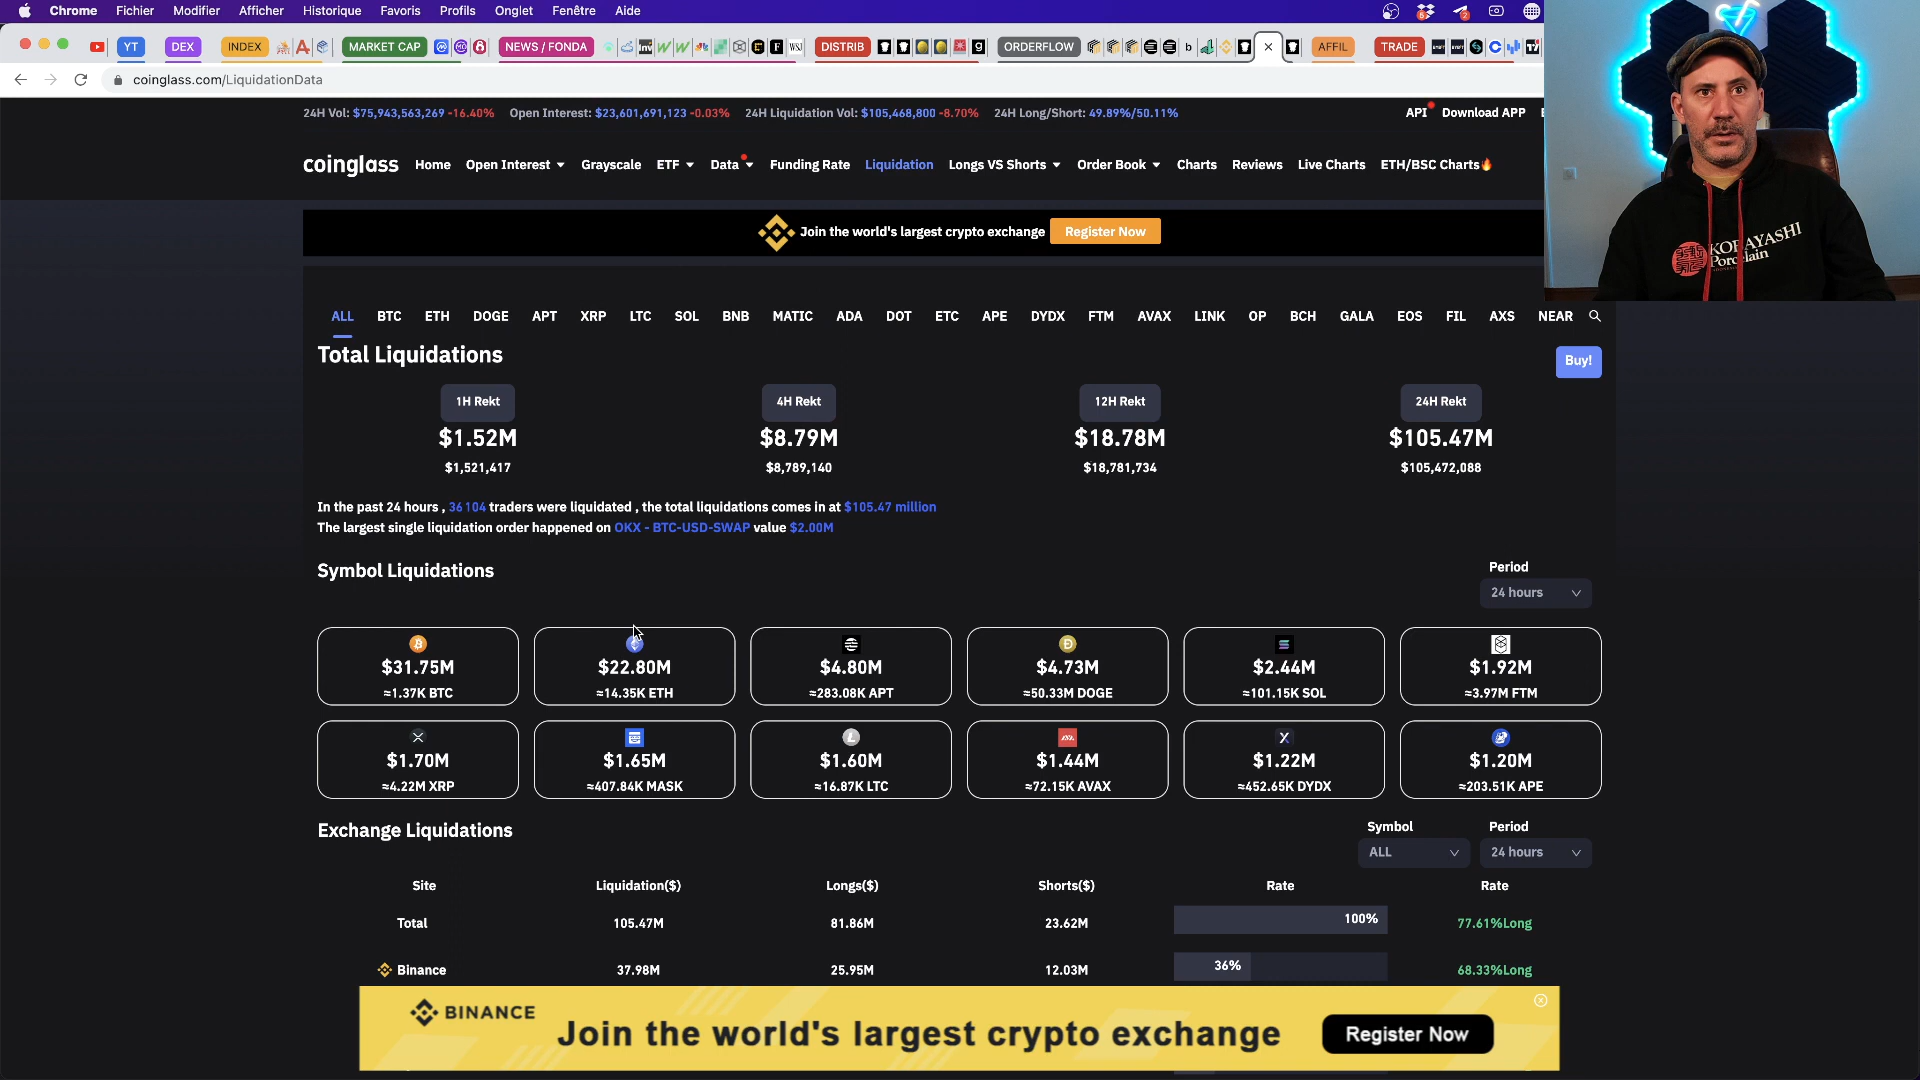 Chrome Fichier Modifier Afficher Historique Favoris Profils Onglet Fenêtre Aide
YT DEX INDEX MARKET CAP NEWS / FONDA DISTRIB ORDERFLOW AFFIL TRADE
coinglass.com/LiquidationData
24H Vol: $75,943,563,269 -16.40% Open Interest: $23,601,691,123 -0.03% 24H Liquidation Vol: $105,468,800 -8.70% 24H Long/Short: 49.89%/50.11% API Download APP
coinglass Home Open Interest Grayscale ETF Data Funding Rate Liquidation Longs VS Shorts Order Book Charts Reviews Live Charts ETH/BSC Charts
Join the world's largest crypto exchange Register Now
KOBAYASHI
Porcelain
ALL BTC ETH DOGE APT XRP LTC SOL BNB MATIC ADA DOT ETC APE DYDX FTM AVAX LINK OP BCH GALA EOS FIL AXS NEAR
Total Liquidations
Buy!
1H Rekt 4H Rekt 12H Rekt 24H Rekt
$1.52M $8.79M $18.78M $105.47M
$1,521,417 $8,789,140 $18,781,734 $105,472,088
In the past 24 hours , 36 104 traders were liquidated , the total liquidations comes in at $105.47 million
The largest single liquidation order happened on OKX - BTC-USD-SWAP value $2.00M
Symbol Liquidations
Period
24 hours
$31.75M $22.80M $4.80M $4.73M $2.44M $1.92M
≈1.37K BTC ≈14.35K ETH ≈283.08K APT ≈50.33M DOGE ≈101.15K SOL ≈3.97M FTM
$1.70M $1.65M $1.60M $1.44M $1.22M $1.20M
≈4.22M XRP ≈407.84K MASK ≈16.87K LTC ≈72.15K AVAX ≈452.65K DYDX ≈203.51K APE
Exchange Liquidations
Symbol Period
ALL 24 hours
Site Liquidation($) Longs($) Shorts($) Rate Rate
Total 105.47M 81.86M 23.62M 100% 77.61%Long
Binance 37.98M 25.95M 12.03M 36% 68.33%Long
BINANCE
Join the world's largest crypto exchange
Register Now